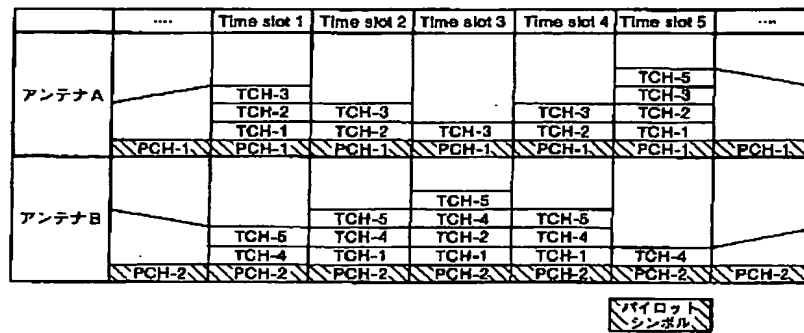 .... Time slot 1 Time slot 2 Time slot 3 Time slot 4 Time slot 5 ....
アンテナA
TCH-5
TCH-3 TCH-3
TCH-2 TCH-3 TCH-3 TCH-2
TCH-1 TCH-2 TCH-3 TCH-2 TCH-1
PCH-1 PCH-1 PCH-1 PCH-1 PCH-1 PCH-1 PCH-1
アンテナB
TCH-5
TCH-5 TCH-4 TCH-5
TCH-5 TCH-4 TCH-2 TCH-4
TCH-4 TCH-1 TCH-1 TCH-1 TCH-4
PCH-2 PCH-2 PCH-2 PCH-2 PCH-2 PCH-2 PCH-2
パイロット
シンボル